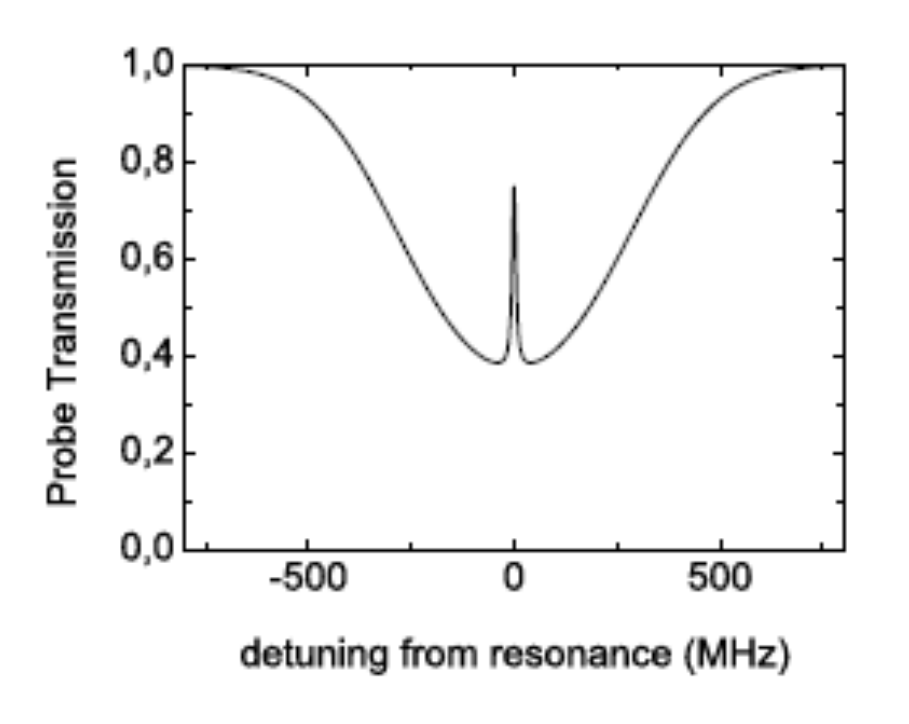 1,0
0,8
0,6
0,4
0,2
0,0
Probe Transmission
-500 0 500
detuning from resonance (MHz)